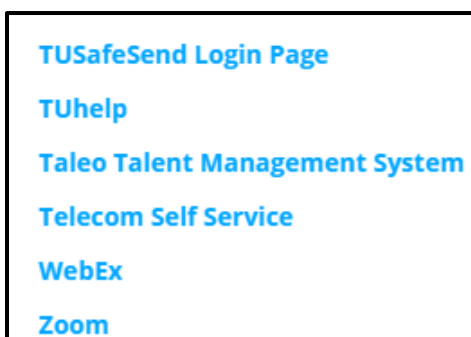 TUSafeSend Login Page
TUhelp
Taleo Talent Management System
Telecom Self Service
WebEx
Zoom